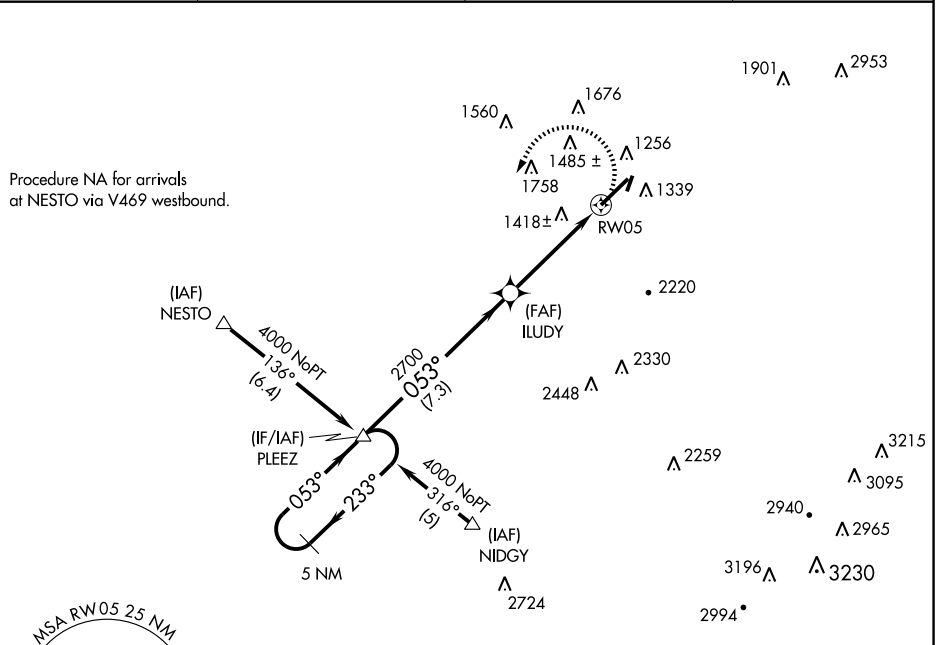 1901
2953
1560
1676
1256
1485 ±
1758
1339
Procedure NA for arrivals
at NESTO via V469 westbound.
1418±
RW05
(IAF)
NESTO
2220
(FAF)
ILUDY
4000 NoPT
136°
(6.4)
2700
053°
(7.3)
2330
2448
(IF/IAF)
PLEEZ
053°
233°
4000 NoPT
316°
(5)
2259
3215
3095
2940
2965
(IAF)
NIDGY
5 NM
3196
3230
2724
2994
MSA RW05 25 NM